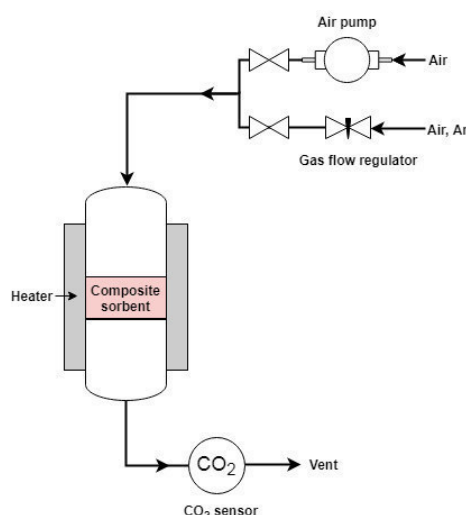 Air pump
Air
Air, Ar
Gas flow regulator
Heater
Composite
sorbent
CO₂
Vent
CO₂ sensor